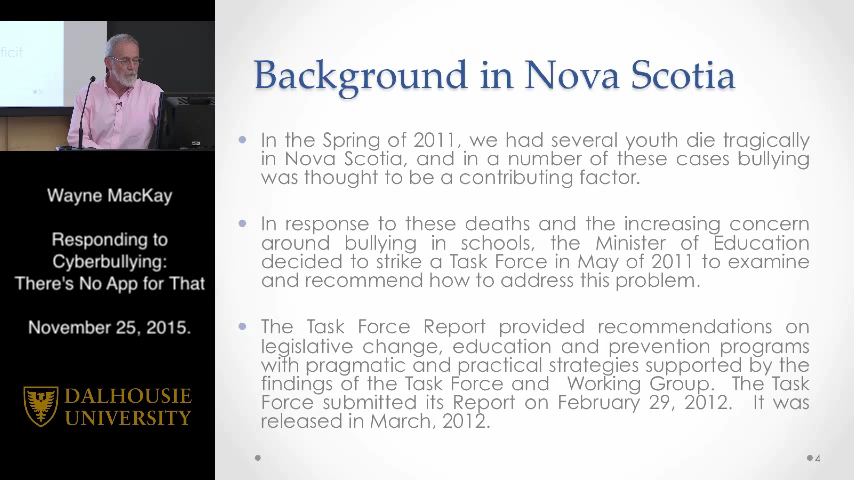 ficit
Wayne MacKay
Responding to
Cyberbullying:
There's No App for That
November 25, 2015.
DALHOUSIE
UNIVERSITY
Background in Nova Scotia
In the Spring of 2011, we had several youth die tragically
in Nova Scotia, and in a number of these cases bullying
was thought to be a contributing factor.
In response to these deaths and the increasing concern
around bullying in schools, the Minister of Education
decided to strike a Task Force in May of 2011 to examine
and recommend how to address this problem.
The Task Force Report provided recommendations on
legislative change, education and prevention programs
with pragmatic and practical strategies supported by the
findings of the Task Force and Working Group. The Task
Force submitted its Report on February 29, 2012. It was
released in March, 2012.
4